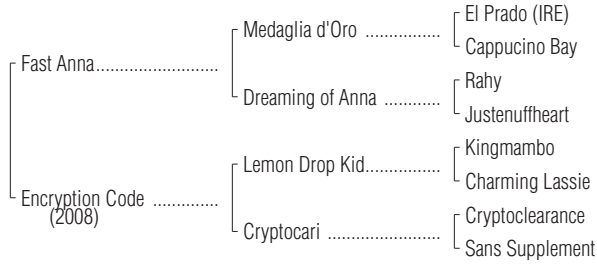 El Prado (IRE)
Medaglia d'Oro ..................
Cappucino Bay
Fast Anna.............................
Rahy
Dreaming of Anna .............
Justenuffheart
Kingmambo
Lemon Drop Kid..................
Charming Lassie
Encryption Code ...............
(2008)
Cryptoclearance
Cryptocari ..........................
Sans Supplement